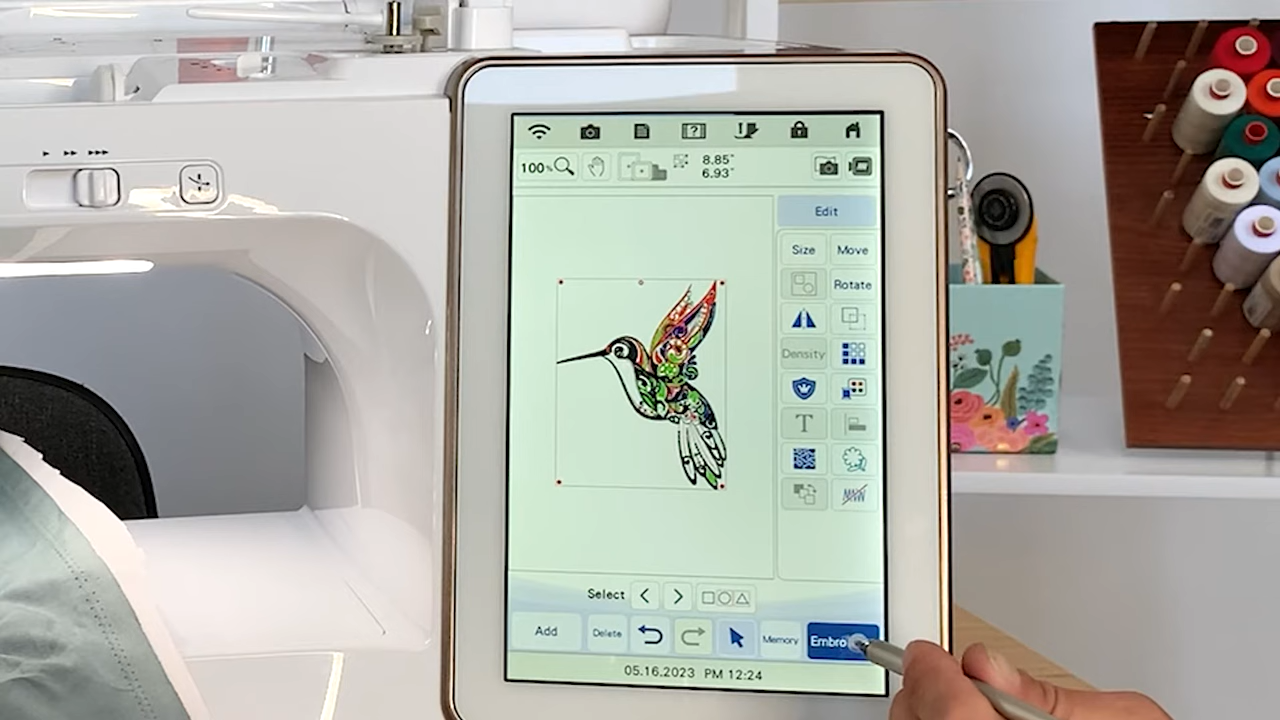 100%
8.85"
6.93"
Edit
Size Move
Rotate
Density
T
Select
Add Delete Memory Embro
05.16.2023 PM 12:24